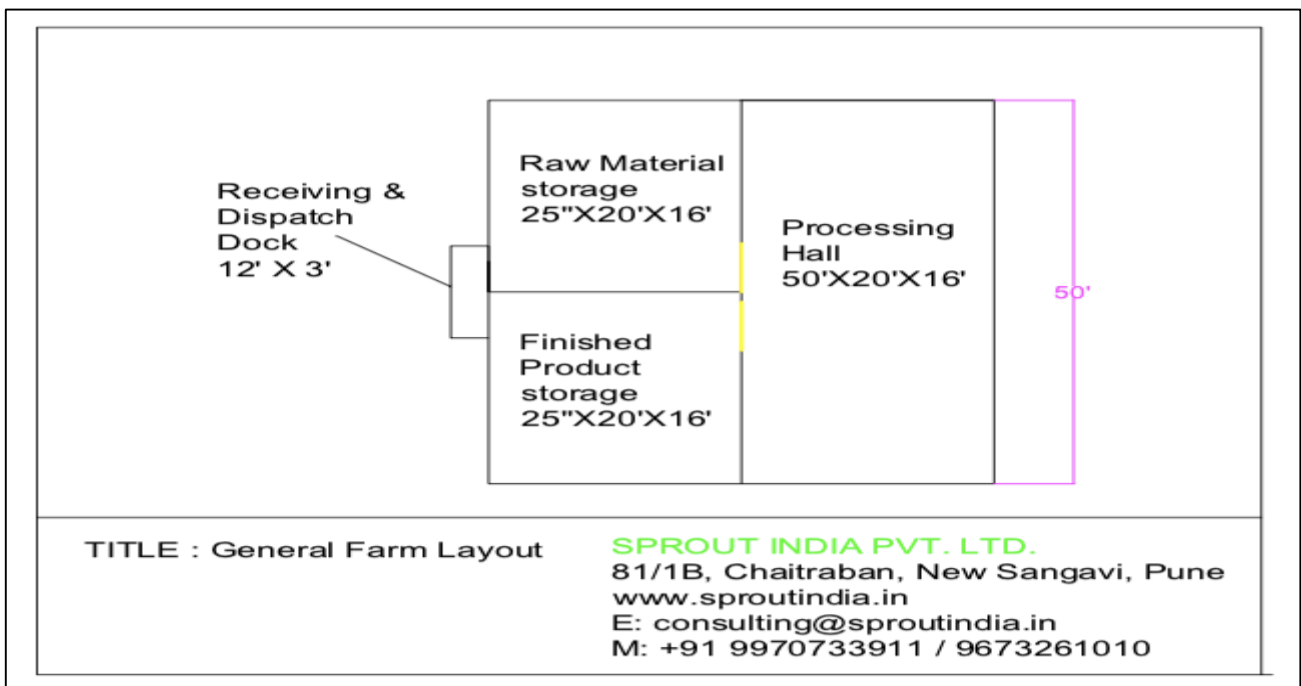 Receiving &
Dispatch
Dock
12' X 3'
Raw Material
storage
25"X20'X16'
Processing
Hall
50'X20'X16'
50'
Finished
Product
storage
25"X20'X16'
TITLE : General Farm Layout
SPROUT INDIA PVT. LTD.
81/1B, Chaitraban, New Sangavi, Pune
www.sproutindia.in
E: consulting@sproutindia.in
M: +91 9970733911 / 9673261010